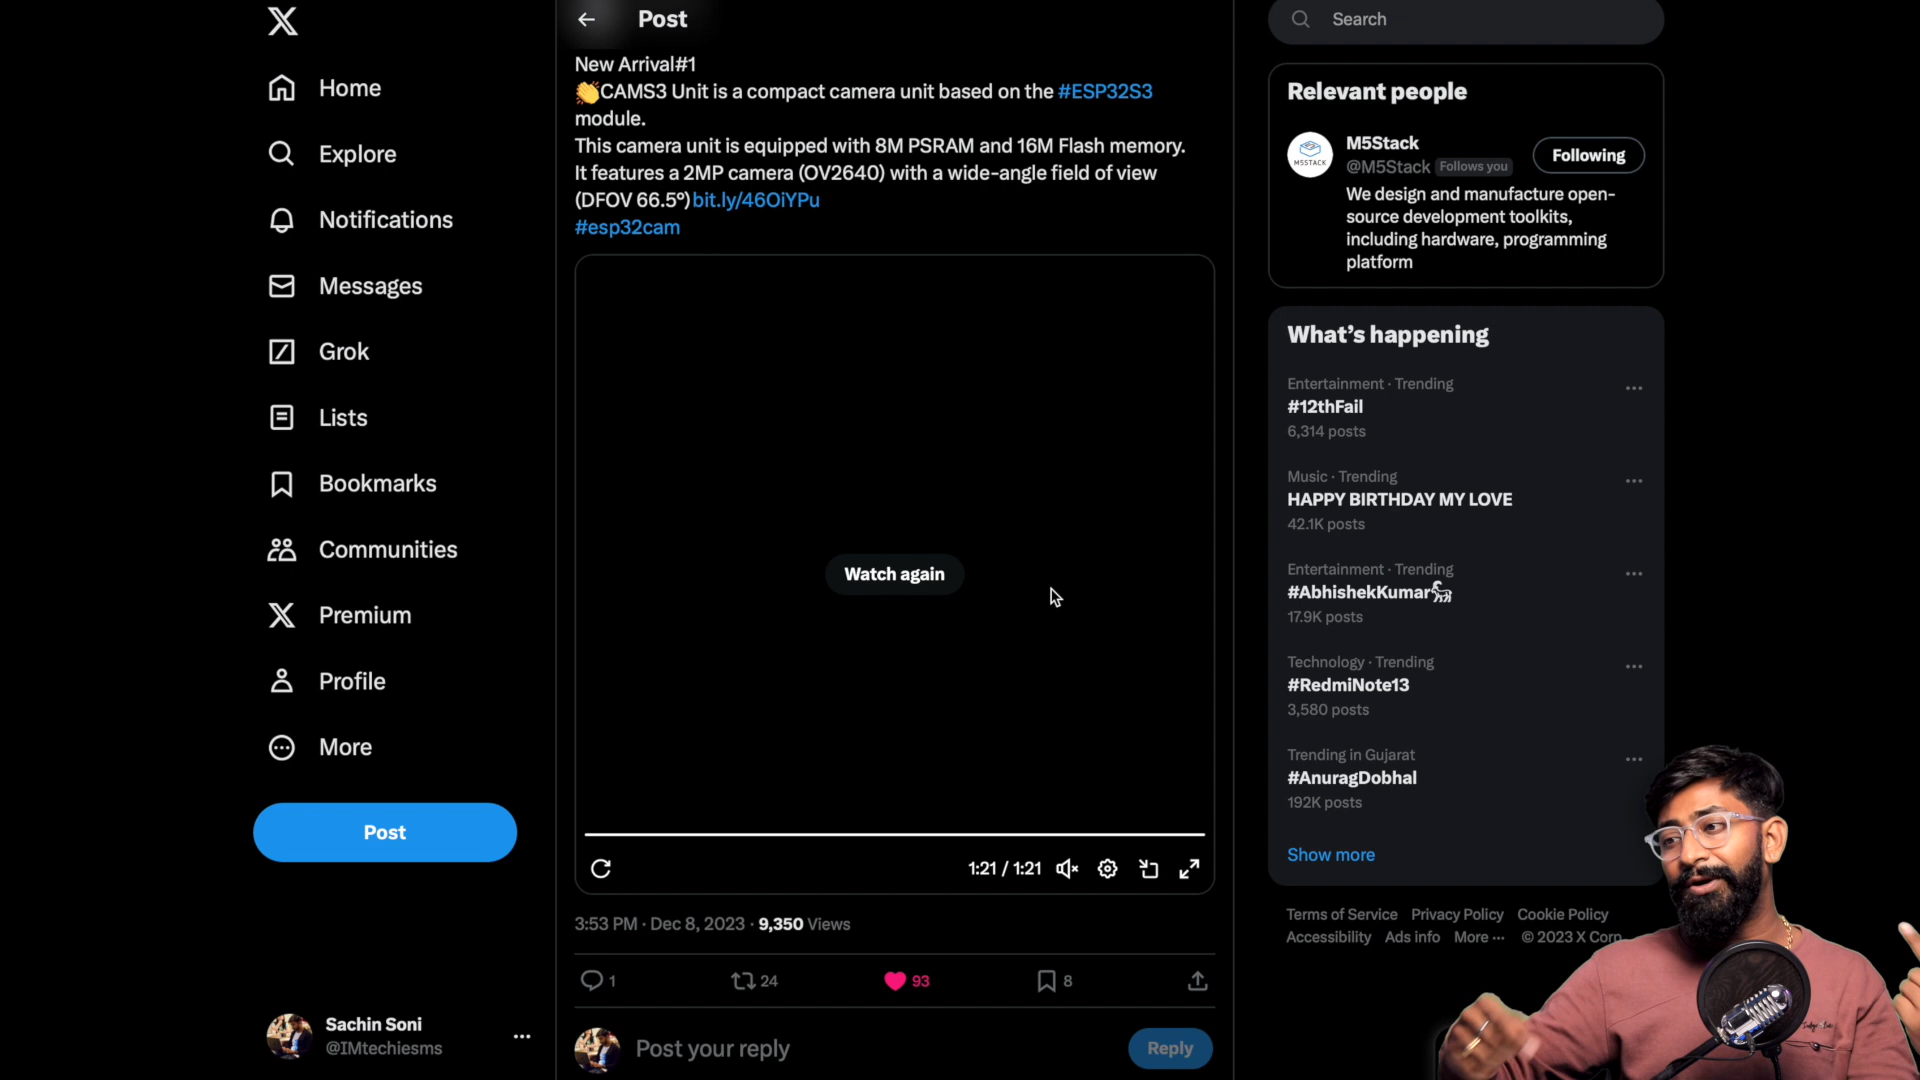 Home
Explore
Notifications
Messages
Grok
Lists
Bookmarks
Communities
Premium
Profile
More
Post
Sachin Soni
@IMtechiesms
Post
New Arrival#1
👏CAMS3 Unit is a compact camera unit based on the #ESP32S3
module.
This camera unit is equipped with 8M PSRAM and 16M Flash memory.
It features a 2MP camera (OV2640) with a wide-angle field of view
(DFOV 66.5°)bit.ly/46OiYPu
#esp32cam
Watch again
1:21 / 1:21
3:53 PM · Dec 8, 2023 · 9,350 Views
1 24 93 8
Post your reply
Reply
Search
Relevant people
M5STACK
M5Stack
@M5Stack Follows you
Following
We design and manufacture open-
source development toolkits,
including hardware, programming
platform
What's happening
Entertainment · Trending
#12thFail
6,314 posts
Music · Trending
HAPPY BIRTHDAY MY LOVE
42.1K posts
Entertainment · Trending
#AbhishekKumar🐐
17.9K posts
Technology · Trending
#RedmiNote13
3,580 posts
Trending in Gujarat
#AnuragDobhal
192K posts
Show more
Terms of Service Privacy Policy Cookie Policy
Accessibility Ads info More ··· © 2023 X Corp